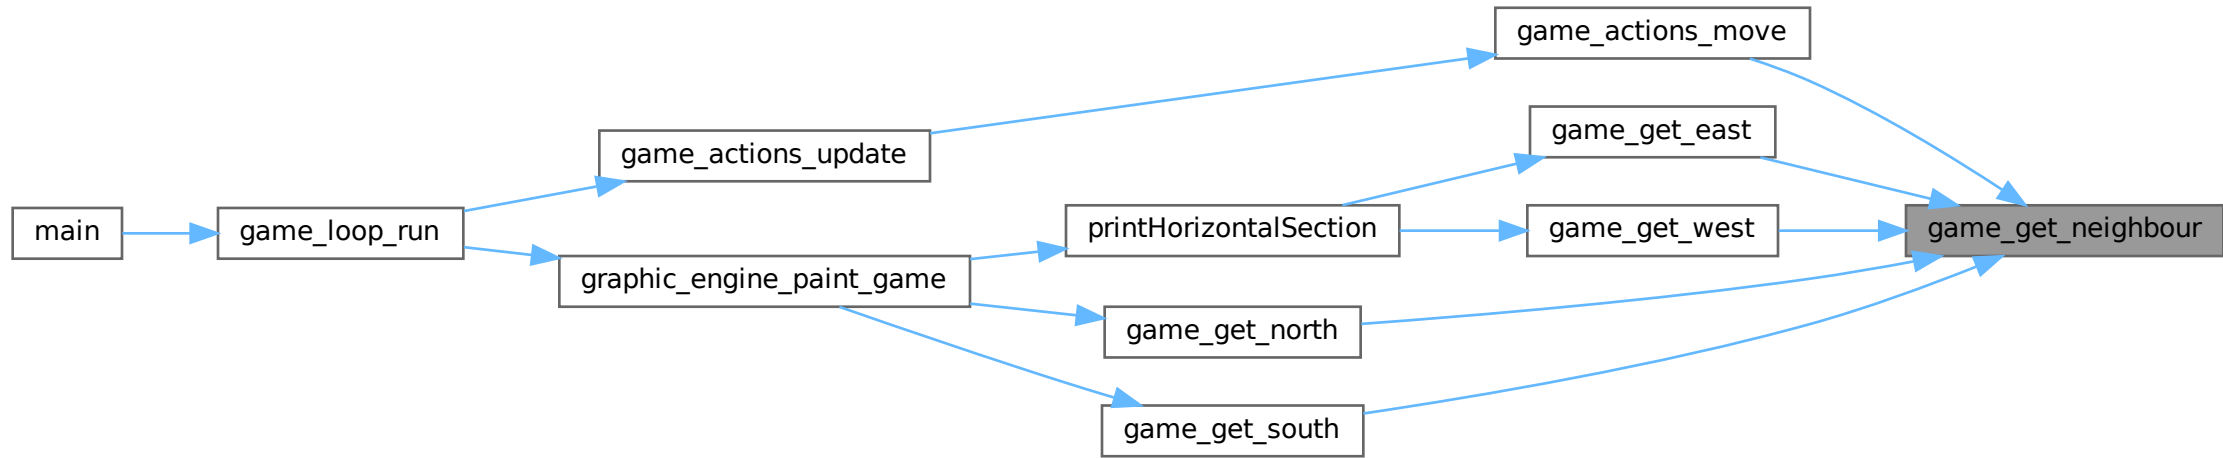 game_actions_move
game_get_east
game_actions_update
main
game_loop_run
printHorizontalSection
game_get_west
game_get_neighbour
graphic_engine_paint_game
game_get_north
game_get_south